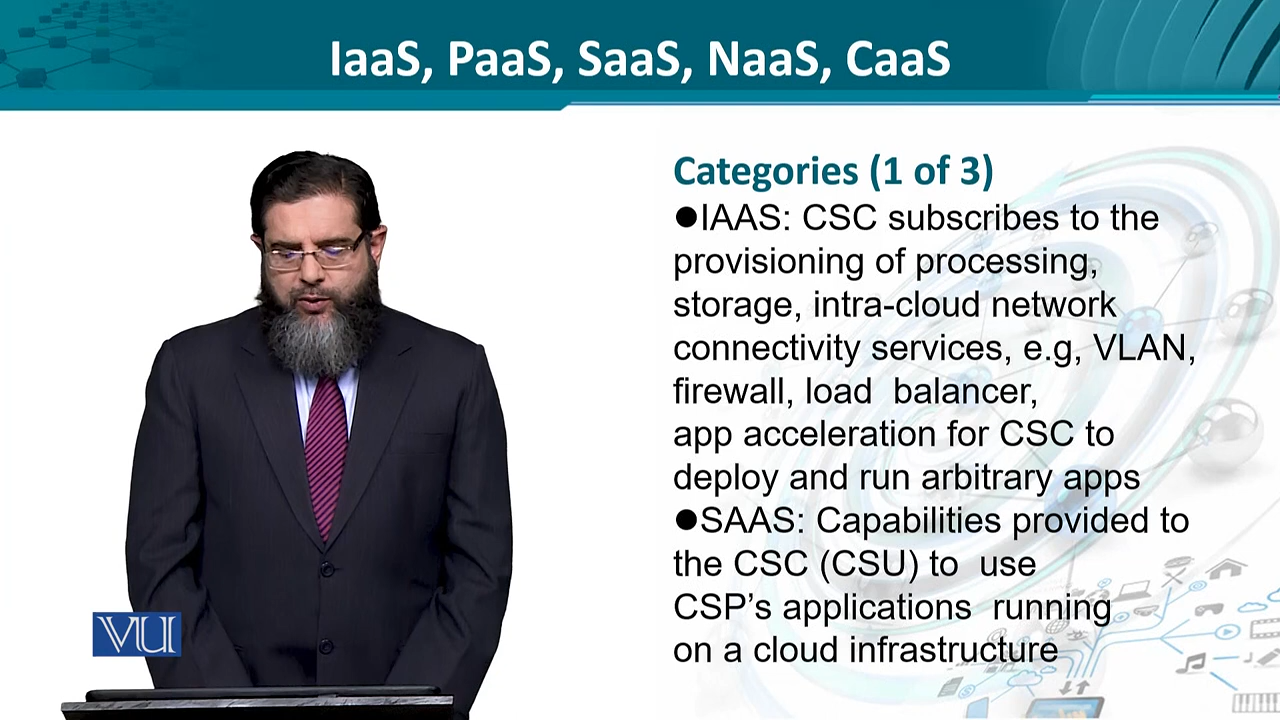 IaaS, PaaS, SaaS, NaaS, CaaS
Categories (1 of 3)
●IAAS: CSC subscribes to the
provisioning of processing,
storage, intra-cloud network
connectivity services, e.g, VLAN,
firewall, load  balancer,
app acceleration for CSC to
deploy and run arbitrary apps
●SAAS: Capabilities provided to
the CSC (CSU) to  use
CSP’s applications  running
on a cloud infrastructure
VU